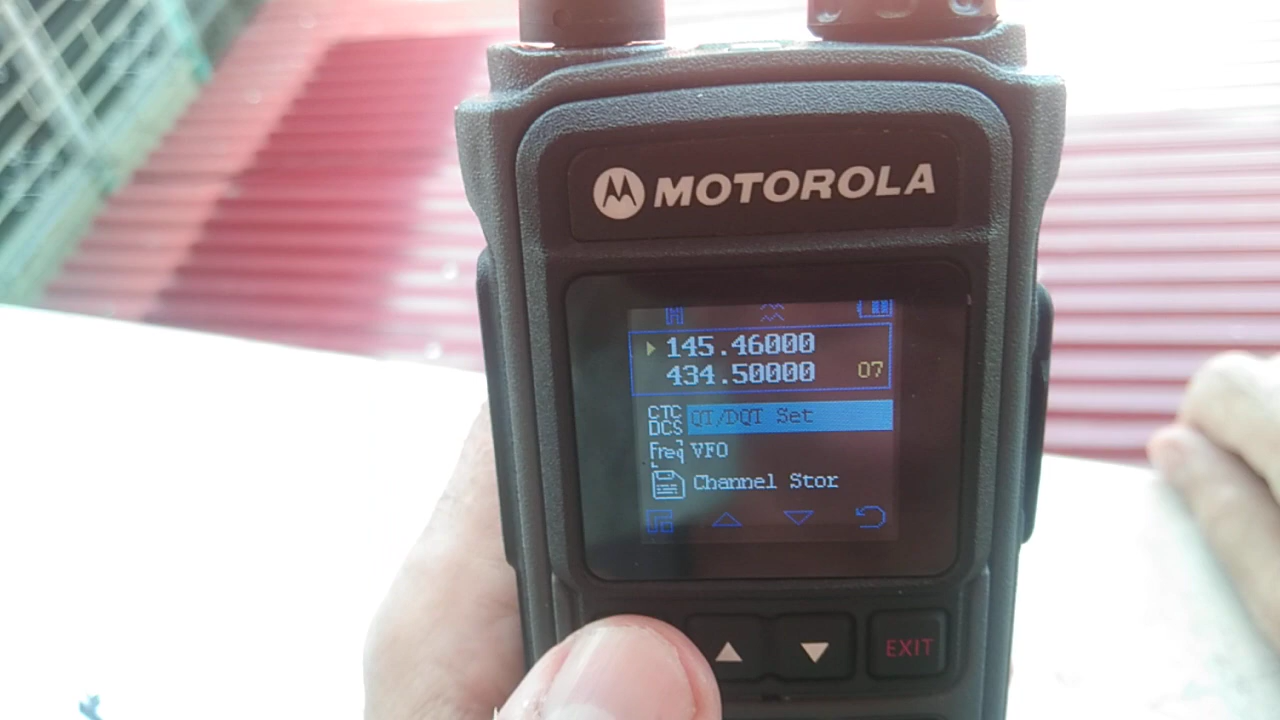 MOTOROLA
145.46000
434.50000 07
CTC
DCS QT/DQT Set
Freq VFO
Channel Stor
EXIT